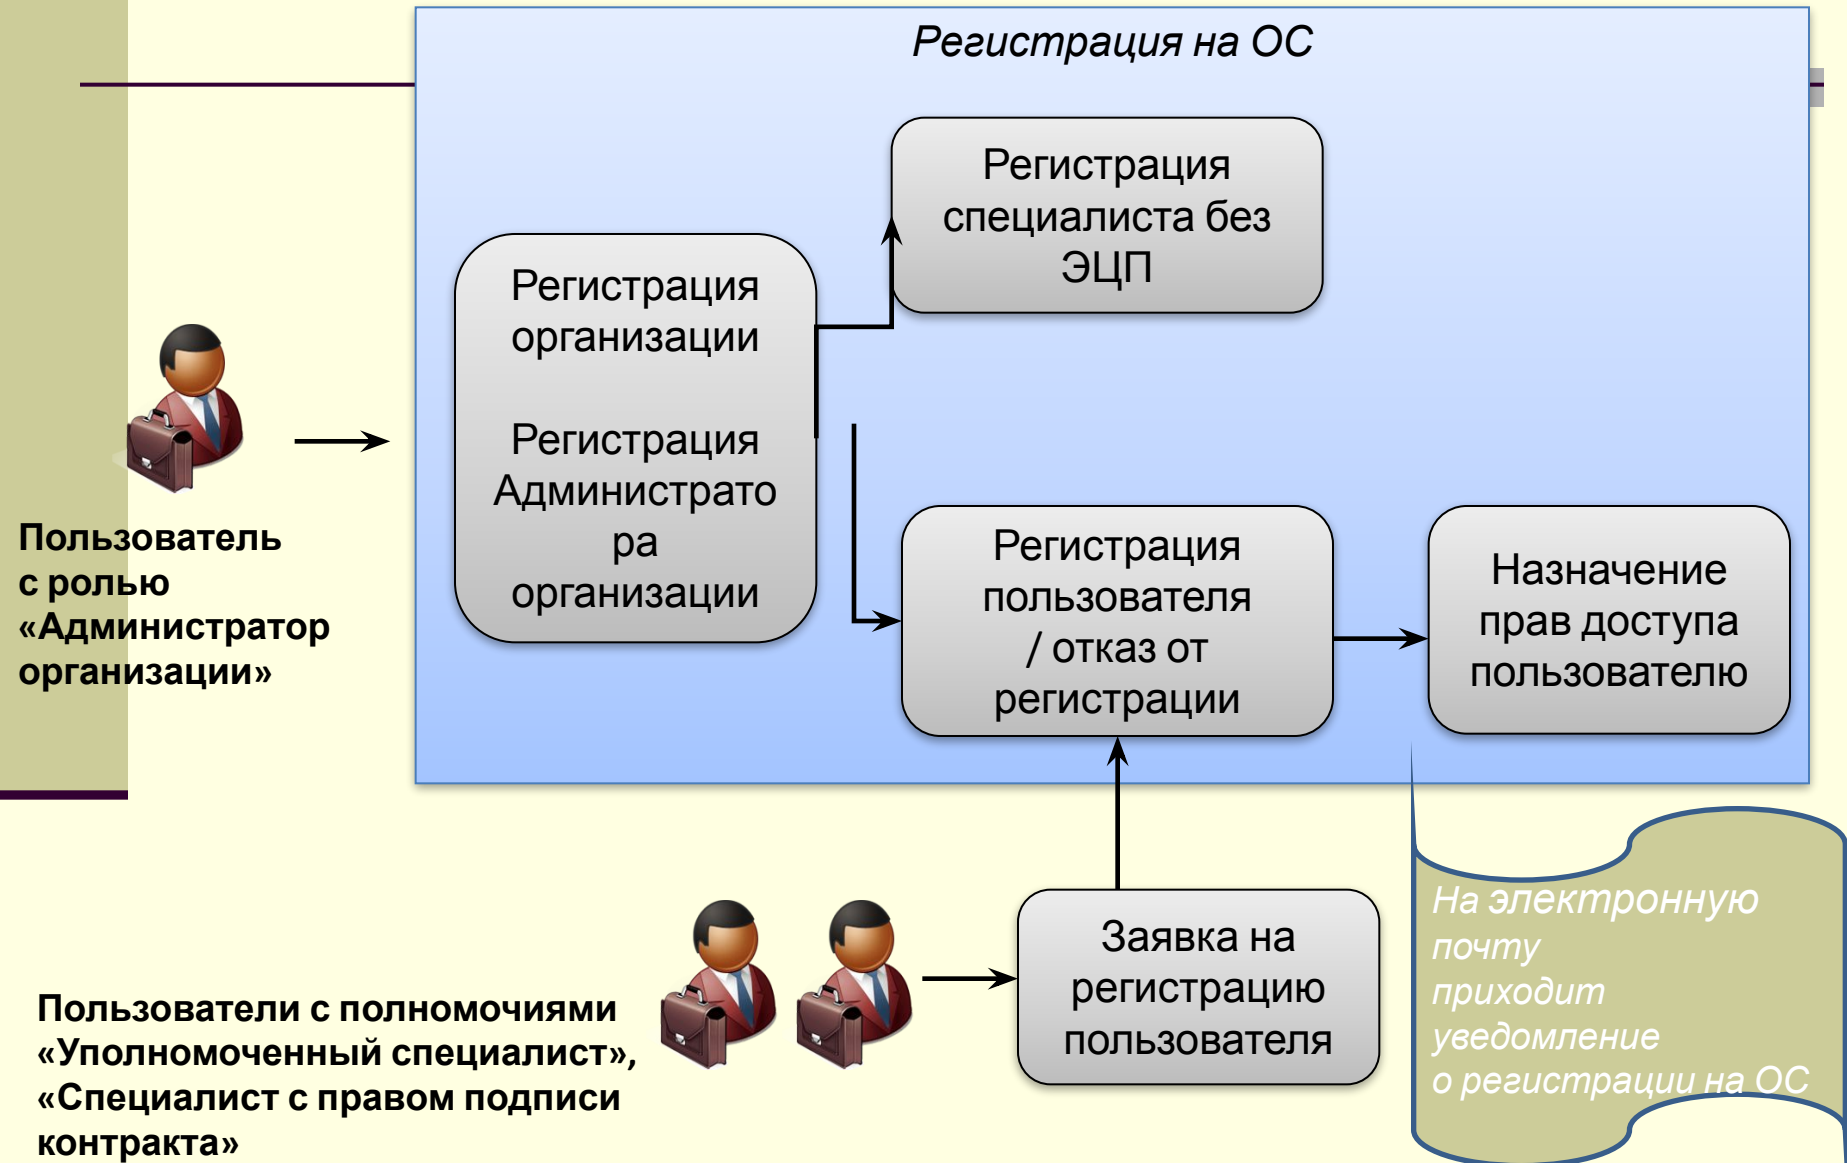 Регистрация на ОС
Регистрация
специалиста без
ЭЦП
Регистрация
организации
Регистрация
Администрато
ра
организации
Пользователь
с ролью
«Администратор
организации»
Регистрация
пользователя
/ отказ от
регистрации
Назначение
прав доступа
пользователю
Заявка на
регистрацию
пользователя
На электронную
почту
приходит
уведомление
о регистрации на ОС
Пользователи с полномочиями
«Уполномоченный специалист»,
«Специалист с правом подписи
контракта»